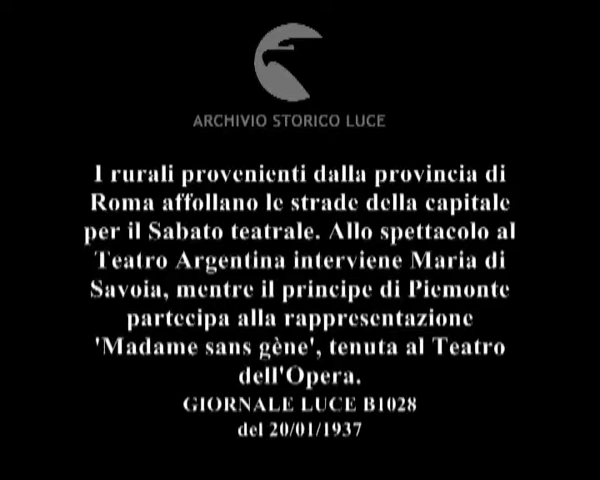 ARCHIVIO STORICO LUCE
I rurali provenienti dalla provincia di
Roma affollano le strade della capitale
per il Sabato teatrale. Allo spettacolo al
Teatro Argentina interviene Maria di
Savoia, mentre il principe di Piemonte
partecipa alla rappresentazione
'Madame sans gène', tenuta al Teatro
dell'Opera.
GIORNALE LUCE B1028
del 20/01/1937